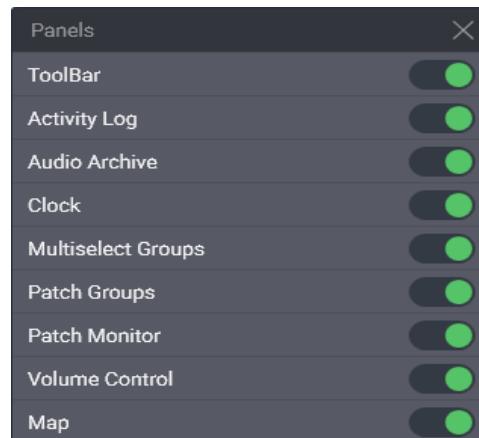 Panels
ToolBar
Activity Log
Audio Archive
Clock
Multiselect Groups
Patch Groups
Patch Monitor
Volume Control
Map